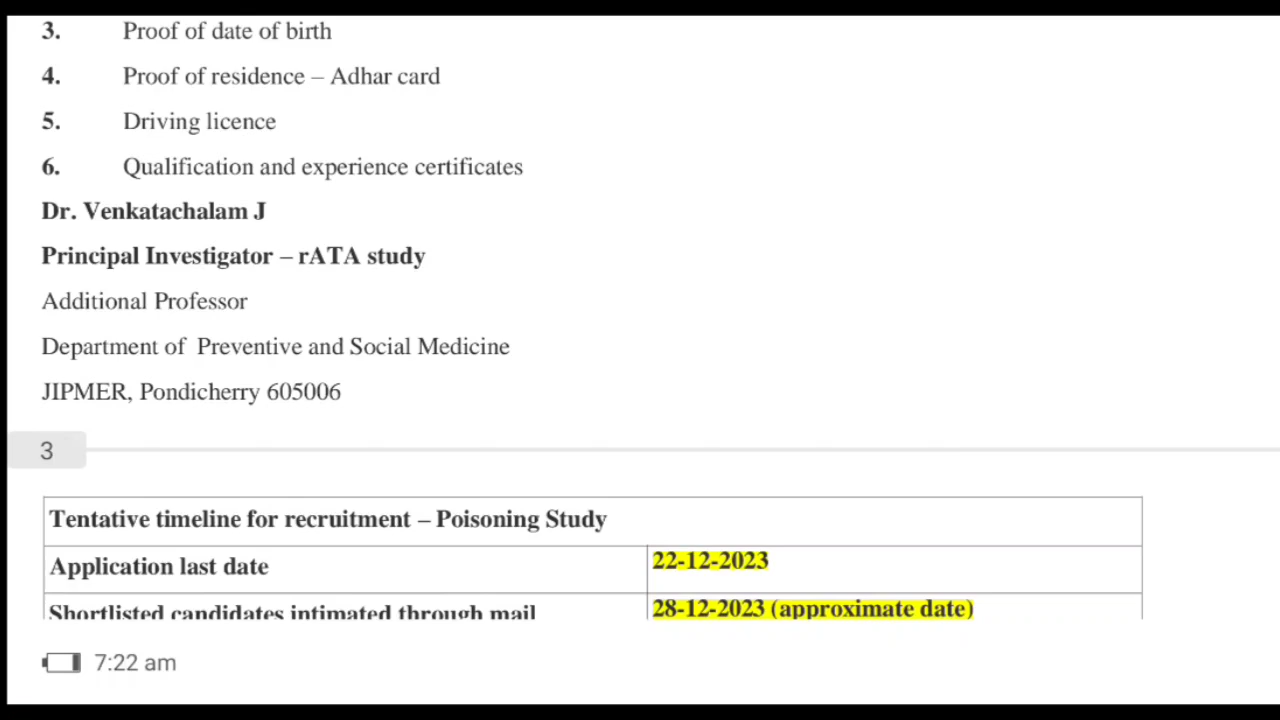 3. Proof of date of birth
4. Proof of residence – Adhar card
5. Driving licence
6. Qualification and experience certificates
Dr. Venkatachalam J
Principal Investigator – rATA study
Additional Professor
Department of Preventive and Social Medicine
JIPMER, Pondicherry 605006
3
Tentative timeline for recruitment – Poisoning Study
Application last date 22-12-2023
Shortlisted candidates intimated through mail 28-12-2023 (approximate date)
7:22 am